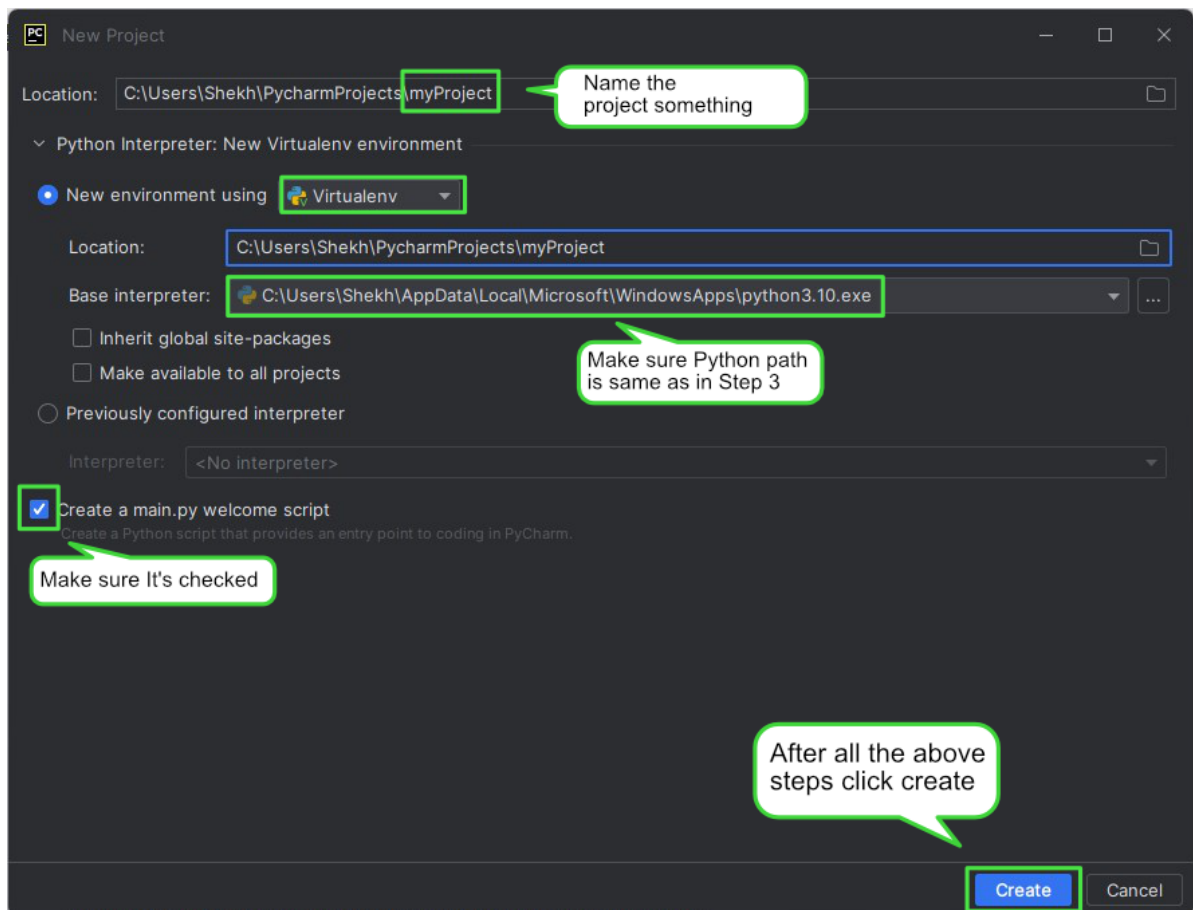 PC New Project
Location: C:\Users\Shekh\PycharmProjects\myProject
Name the
project something
Python Interpreter: New Virtualenv environment
New environment using Virtualenv
Location: C:\Users\Shekh\PycharmProjects\myProject
Base interpreter: C:\Users\Shekh\AppData\Local\Microsoft\WindowsApps\python3.10.exe ...
Inherit global site-packages
Make available to all projects
Make sure Python path
is same as in Step 3
Previously configured interpreter
Interpreter: <No interpreter>
Create a main.py welcome script
Create a Python script that provides an entry point to coding in PyCharm.
Make sure It's checked
After all the above
steps click create
Create Cancel